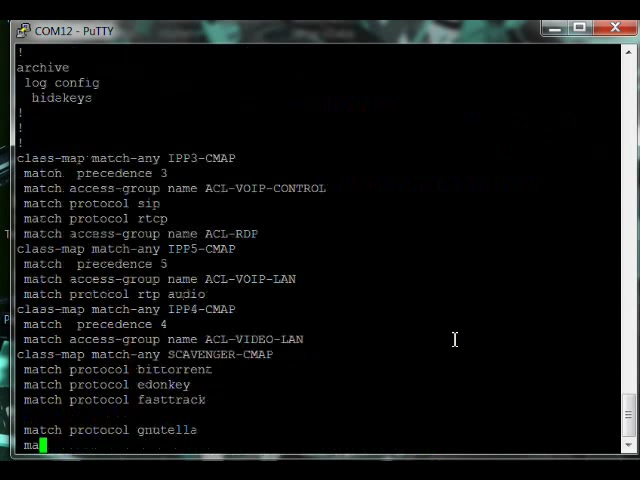 COM12 - PuTTY
!
archive
log config
hidekeys
!
!
!
class-map match-any IPP3-CMAP
match  precedence 3
match access-group name ACL-VOIP-CONTROL
match protocol sip
match protocol rtcp
match access-group name ACL-RDP
class-map match-any IPP5-CMAP
match  precedence 5
match access-group name ACL-VOIP-LAN
match protocol rtp audio
class-map match-any IPP4-CMAP
match  precedence 4
match access-group name ACL-VIDEO-LAN
class-map match-any SCAVENGER-CMAP
match protocol bittorrent
match protocol edonkey
match protocol fasttrack
match protocol gnutella
ma